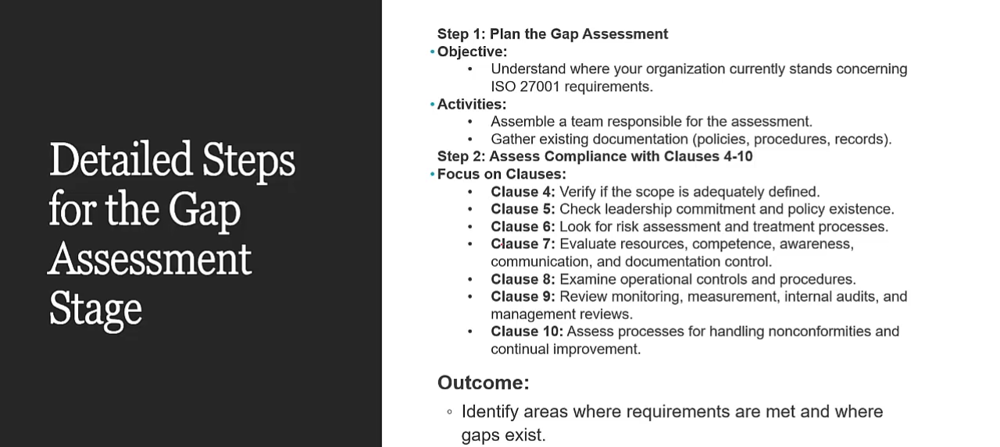 Detailed Steps
for the Gap
Assessment
Stage
Step 1: Plan the Gap Assessment
• Objective:
• Understand where your organization currently stands concerning
ISO 27001 requirements.
• Activities:
• Assemble a team responsible for the assessment.
• Gather existing documentation (policies, procedures, records).
Step 2: Assess Compliance with Clauses 4-10
• Focus on Clauses:
• Clause 4: Verify if the scope is adequately defined.
• Clause 5: Check leadership commitment and policy existence.
• Clause 6: Look for risk assessment and treatment processes.
• Clause 7: Evaluate resources, competence, awareness,
communication, and documentation control.
• Clause 8: Examine operational controls and procedures.
• Clause 9: Review monitoring, measurement, internal audits, and
management reviews.
• Clause 10: Assess processes for handling nonconformities and
continual improvement.
Outcome:
◦ Identify areas where requirements are met and where
gaps exist.